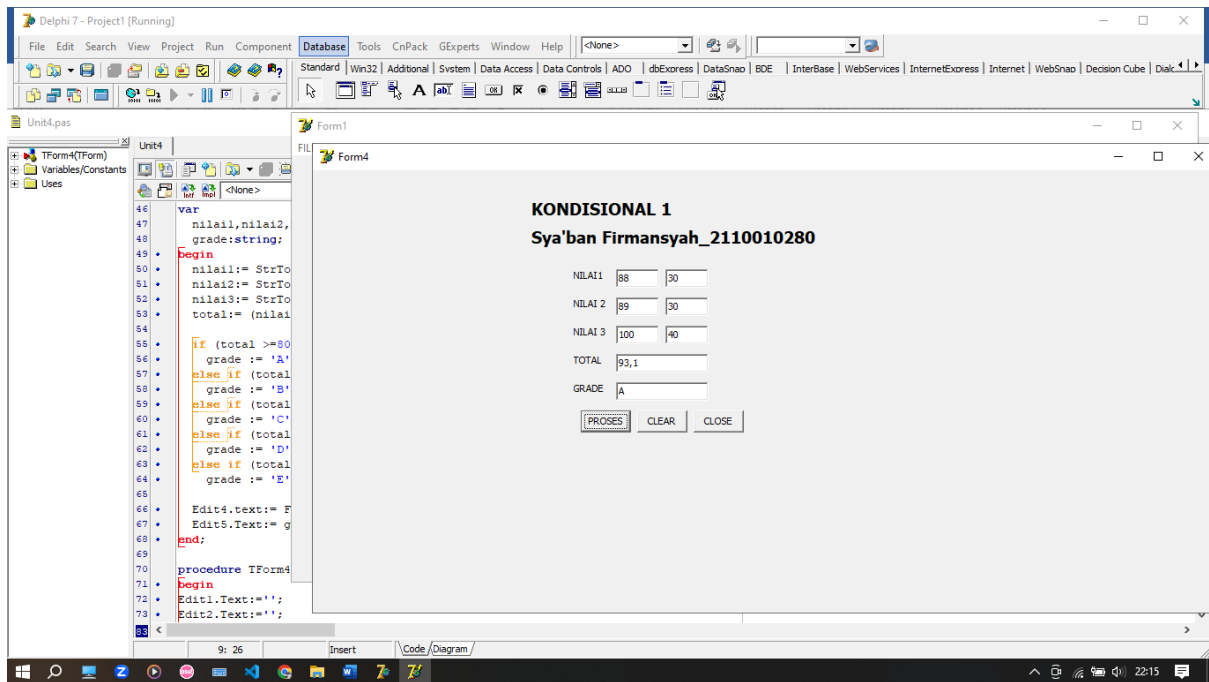 Delphi 7 - Project1 [Running]
File Edit Search View Project Run Component Database Tools CnPack GExperts Window Help <None>
Standard Win32 Additional System Data Access Data Controls ADO dbExpress DataSnap BDE InterBase WebServices InternetExpress Internet WebSnap Decision Cube Dialc
Unit4.pas
Form1
Unit4
FIL
Form4
TForm4(TForm)
Variables/Constants
Uses
<None>
KONDISIONAL 1
Sya'ban Firmansyah_2110010280
NILAI1 88 30
NILAI 2 89 30
NILAI 3 100 40
TOTAL 93,1
GRADE A
PROSES CLEAR CLOSE
46 var
47 nilai1,nilai2,
48 grade:string;
49 begin
50 nilai1:= StrTo
51 nilai2:= StrTo
52 nilai3:= StrTo
53 total:= (nilai
54
55 if (total >=80
56 grade := 'A'
57 else if (total
58 grade := 'B'
59 else if (total
60 grade := 'C'
61 else if (total
62 grade := 'D'
63 else if (total
64 grade := 'E'
65
66 Edit4.text:= F
67 Edit5.Text:= g
68 end;
69
70 procedure TForm4
71 begin
72 Edit1.Text:='';
73 Edit2.Text:='';
83
9: 26 Insert Code Diagram
22:15